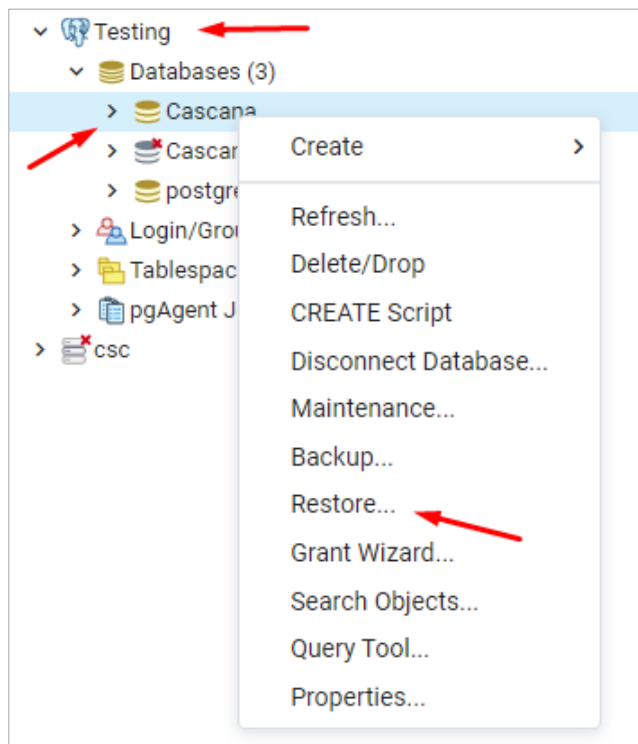 Testing
Databases (3)
Cascana
Cascan
postgre
Login/Grou
Tablespac
pgAgent J
csc
Create
Refresh...
Delete/Drop
CREATE Script
Disconnect Database...
Maintenance...
Backup...
Restore...
Grant Wizard...
Search Objects...
Query Tool...
Properties...